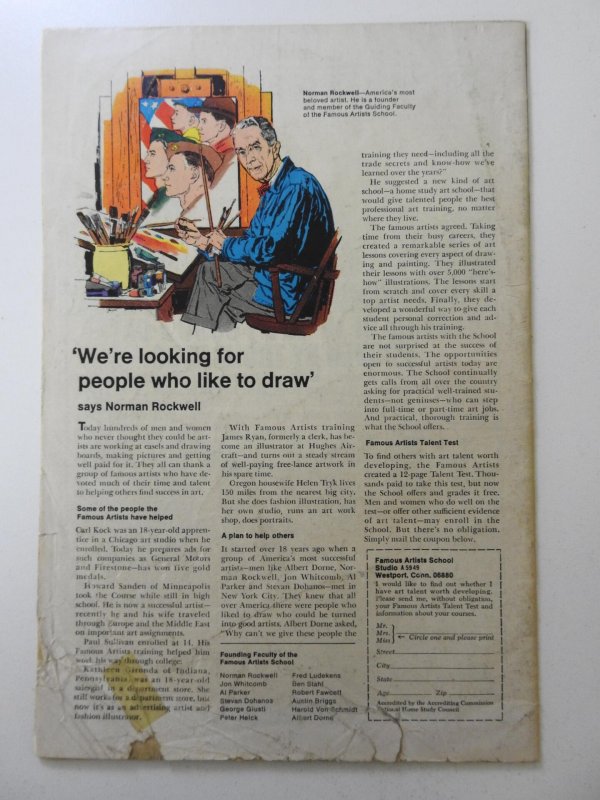 Norman Rockwell—America's most
beloved artist. He is a founder
and member of the Guiding Faculty
of the Famous Artists School.
'We're looking for
people who like to draw'
says Norman Rockwell
Today hundreds of men and women
who never thought they could be art-
ists are working at easels and drawing
boards, making pictures and getting
well paid for it. They all can thank a
group of famous artists who have de-
voted much of their time and talent
to helping others find success in art.
Some of the people the
Famous Artists have helped
Carl Kock was an 18-year-old appren-
tice in a Chicago art studio when he
enrolled. Today he prepares ads for
such companies as General Motors
and Firestone—has won five gold
medals.
Howard Sanden of Minneapolis
took the Course while still in high
school. He is now a successful artist—
recently he and his wife traveled
through Europe and the Middle East
on important art assignments.
Paul Sullivan enrolled at 14. His
Famous Artists training helped him
work his way through college.
Kathleen Gironda of Indiana,
Pennsylvania was an 18-year-old
salesgirl in a department store. She
still works for a department store, but
now it's as an advertising artist and
fashion illustrator.
With Famous Artists training
James Ryan, formerly a clerk, has be-
come an illustrator at Hughes Air-
craft—and turns out a steady stream
of well-paying free-lance artwork in
his spare time.
Oregon housewife Helen Tryk lives
150 miles from the nearest big city.
But she does fashion illustration, has
her own studio, runs an art work
shop, does portraits.
A plan to help others
It started over 18 years ago when a
group of America's most successful
artists—men like Albert Dorne, Nor-
man Rockwell, Jon Whitcomb, Al
Parker and Stevan Dohanos—met in
New York City. They knew that all
over America there were people who
liked to draw who could be turned
into good artists. Albert Dorne asked,
"Why can't we give these people the
Founding Faculty of the
Famous Artists School
Norman Rockwell
Jon Whitcomb
Al Parker
Stevan Dohanos
George Giusti
Peter Helck
Fred Ludekens
Ben Stahl
Robert Fawcett
Austin Briggs
Harold Von Schmidt
Albert Dorne
training they need—including all the
trade secrets and know-how we've
learned over the years?"
He suggested a new kind of art
school—a home study art school—that
would give talented people the best
professional art training, no matter
where they live.
The famous artists agreed. Taking
time from their busy careers, they
created a remarkable series of art
lessons covering every aspect of draw-
ing and painting. They illustrated
their lessons with over 5,000 "here's-
how" illustrations. The lessons start
from scratch and cover every skill a
top artist needs. Finally, they de-
veloped a wonderful way to give each
student personal correction and ad-
vice all through his training.
The famous artists with the School
are not surprised at the success of
their students. The opportunities
open to successful artists today are
enormous. The School continually
gets calls from all over the country
asking for practical well-trained stu-
dents—not geniuses—who can step
into full-time or part-time art jobs.
And practical, thorough training is
what the School offers.
Famous Artists Talent Test
To find others with art talent worth
developing, the Famous Artists
created a 12-page Talent Test. Thou-
sands paid to take this test, but now
the School offers and grades it free.
Men and women who do well on the
test—or offer other sufficient evidence
of art talent—may enroll in the
School. But there's no obligation.
Simply mail the coupon below.
Famous Artists School
Studio A5949
Westport, Conn. 06880
I would like to find out whether I
have art talent worth developing.
Please send me, without obligation,
your Famous Artists Talent Test and
information about your courses.
Mr.
Mrs. Circle one and please print
Miss
Street
City
State
Age Zip
Accredited by the Accrediting Commission
National Home Study Council